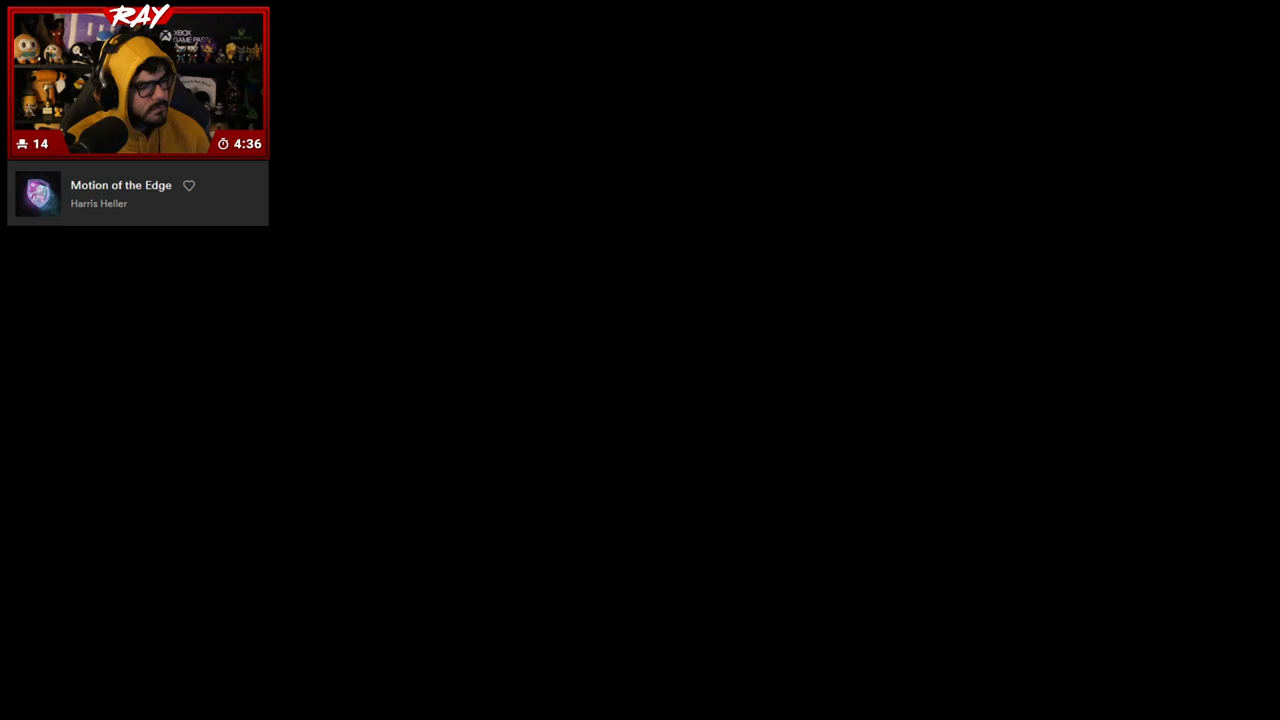 RAY
XBOX
GAME PASS
14
4:36
Motion of the Edge
Harris Heller